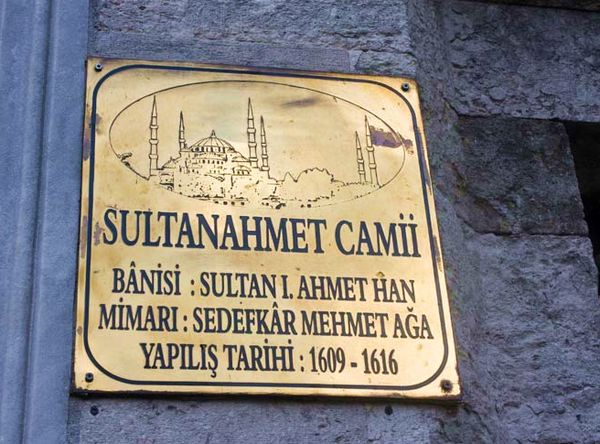 SULTANAHMET CAMİİ
BÂNİSİ : SULTAN I. AHMET HAN
MİMARI : SEDEFKÂR MEHMET AĞA
YAPILIŞ TARİHİ : 1609 - 1616